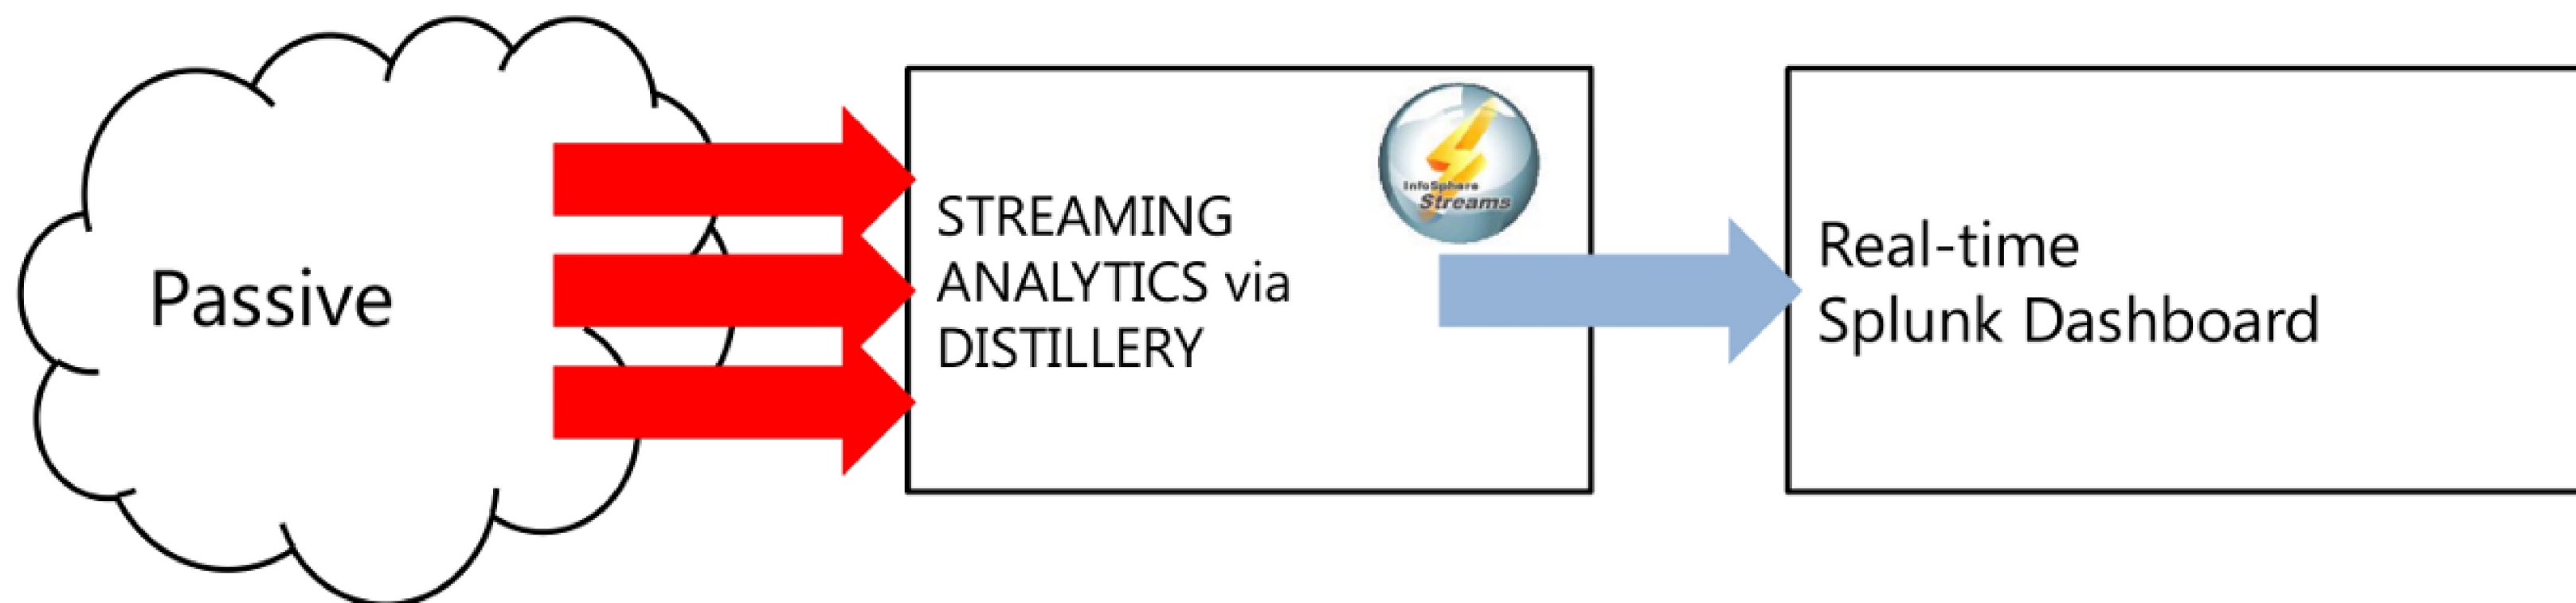 Passive
STREAMING
ANALYTICS via
DISTILLERY
InfoSphere
Streams
Real-time
Splunk Dashboard